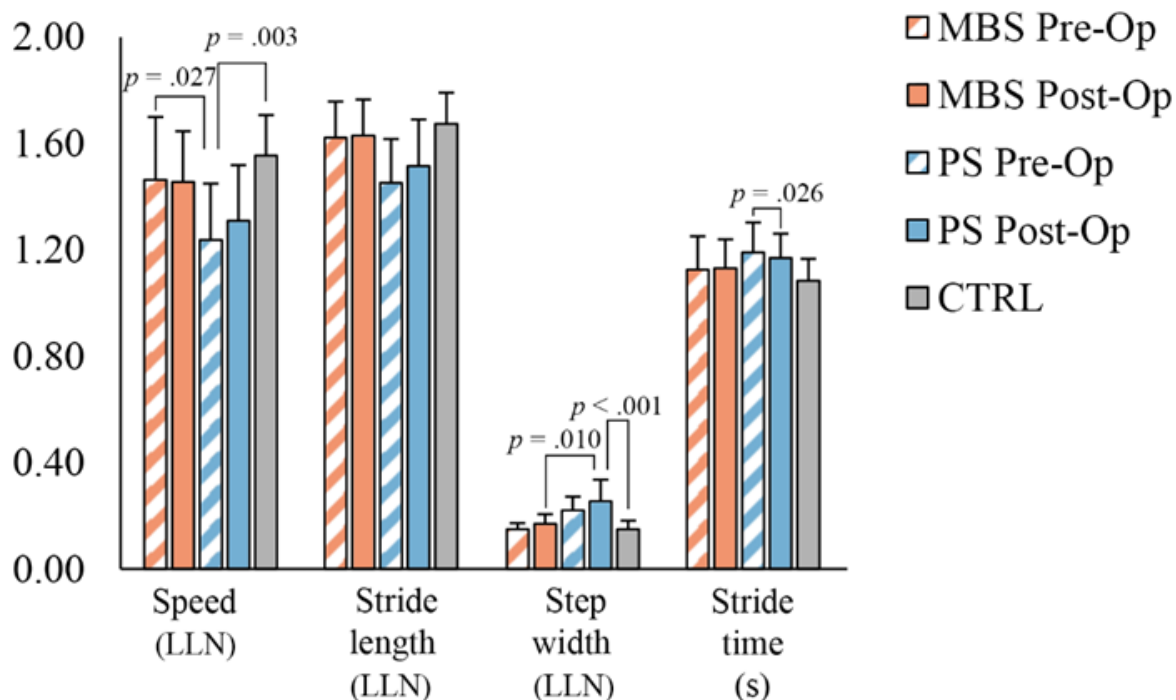 2.00
1.60
1.20
0.80
0.40
0.00
p = .003
p = .027
p = .026
p < .001
p = .010
Speed
(LLN)
Stride
length
(LLN)
Step
width
(LLN)
Stride
time
(s)
MBS Pre-Op
MBS Post-Op
PS Pre-Op
PS Post-Op
CTRL